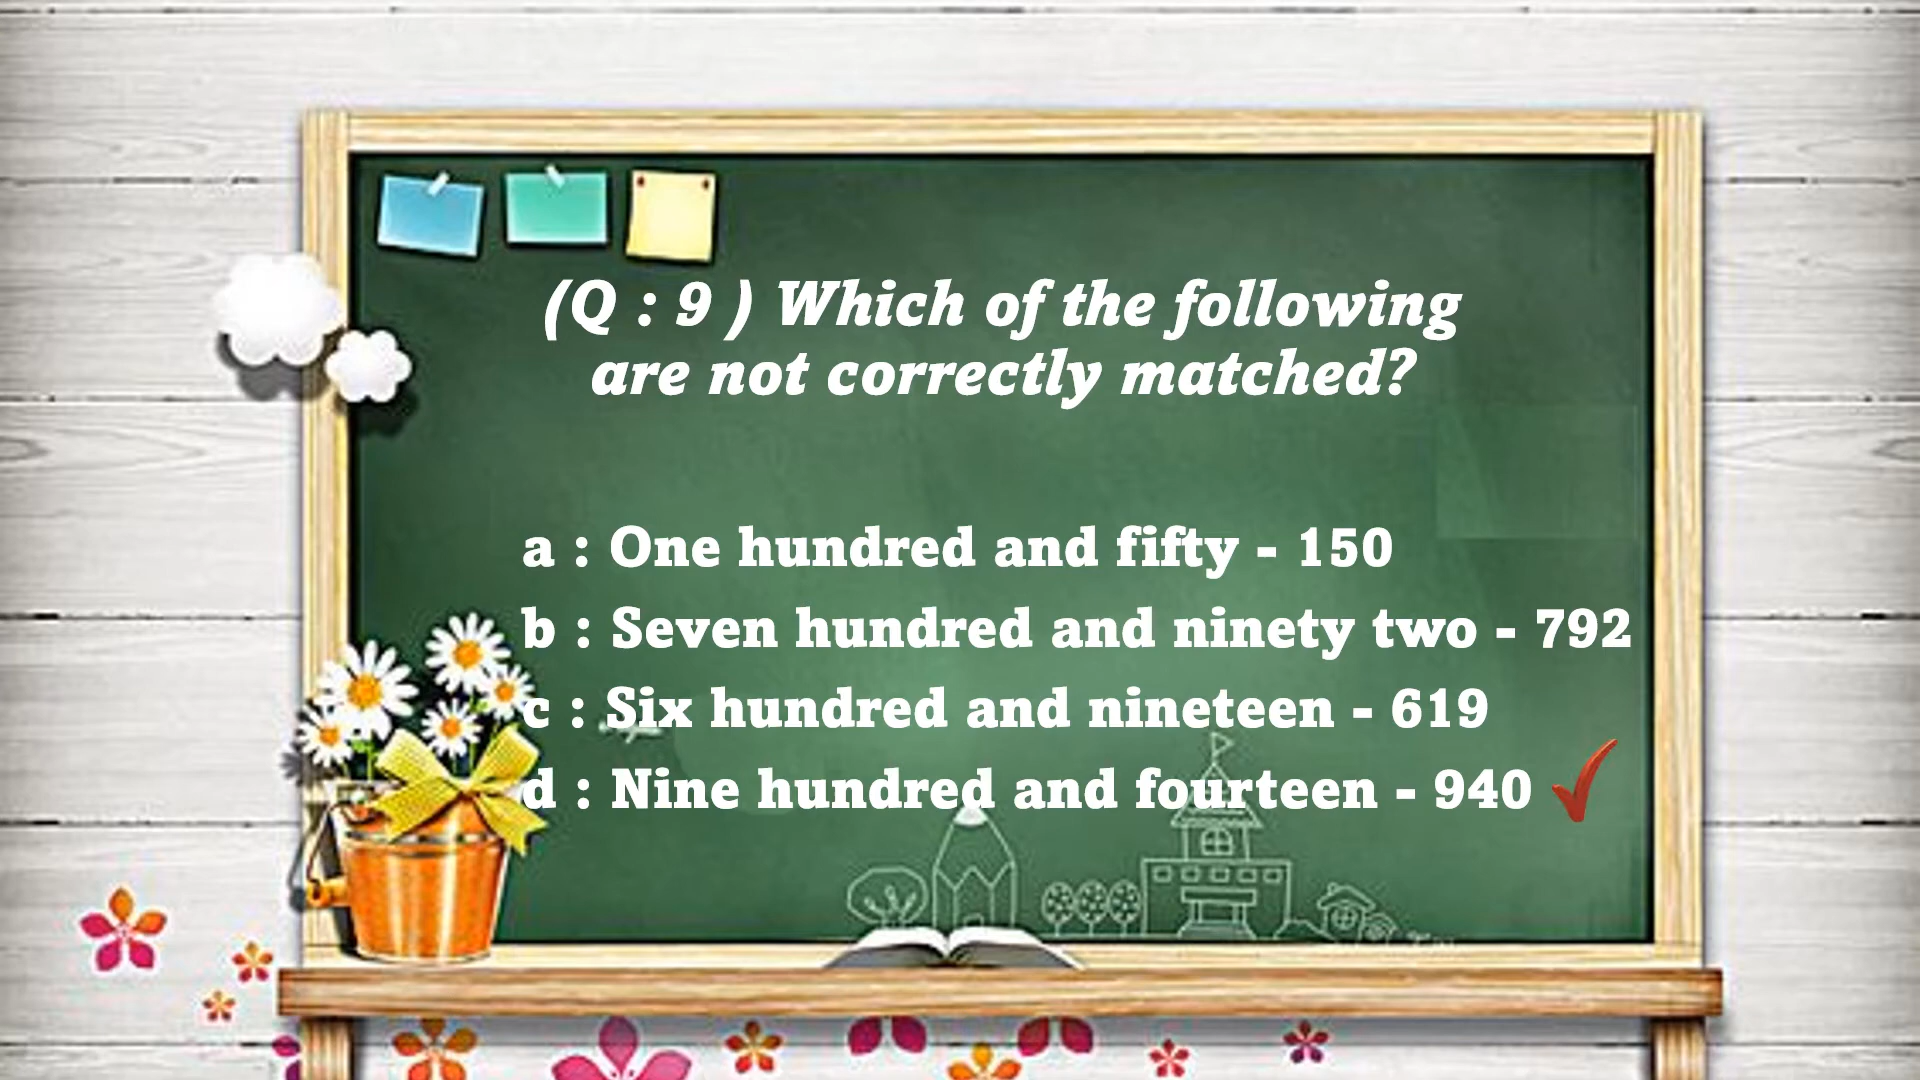 (Q : 9 ) Which of the following
are not correctly matched?
a : One hundred and fifty - 150
b : Seven hundred and ninety two - 792
c : Six hundred and nineteen - 619
d : Nine hundred and fourteen - 940